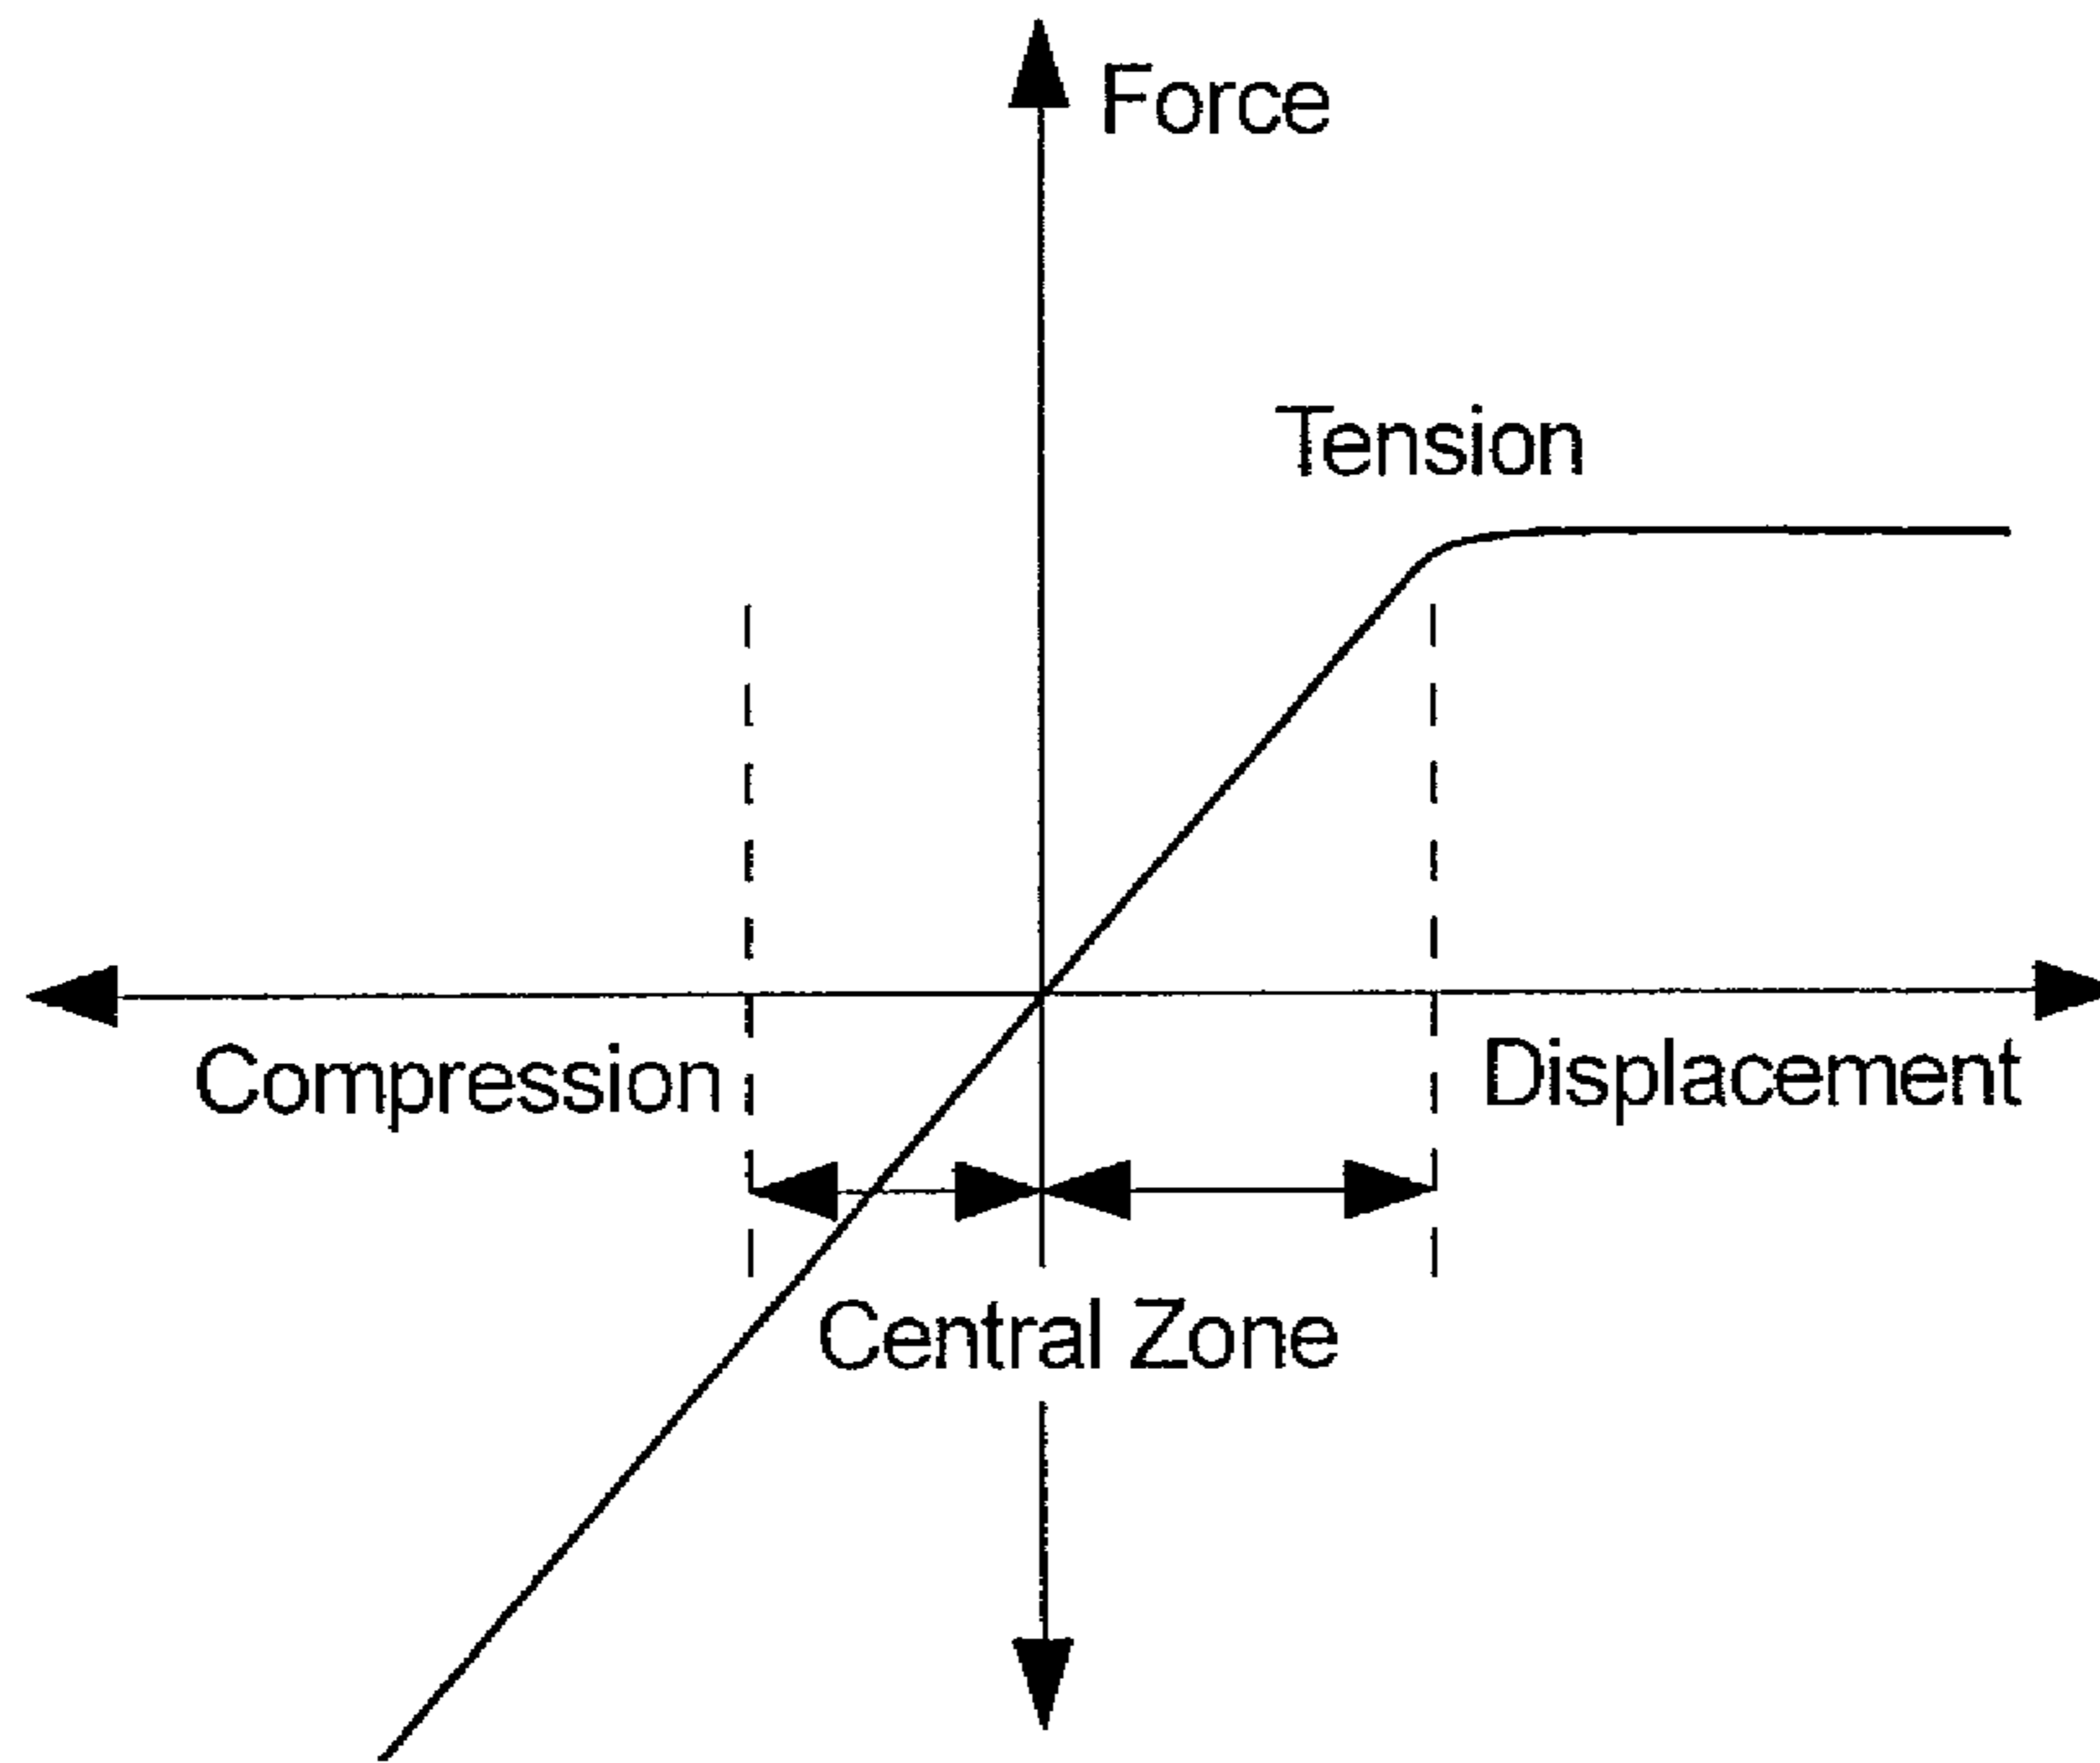 Force
Tension
Compression
Displacement
Central Zone